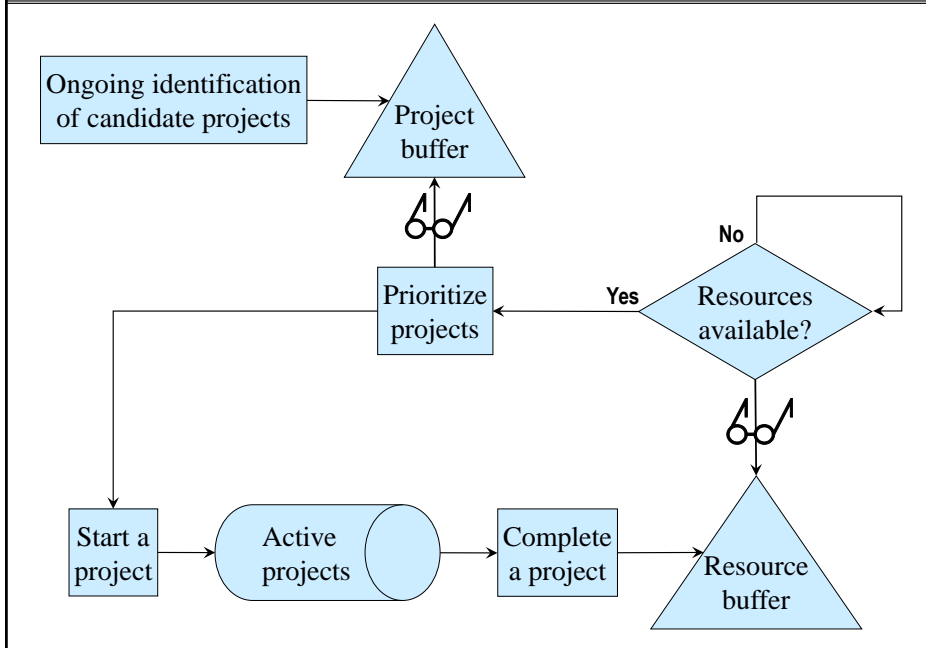 Ongoing identification
of candidate projects
Project
buffer
No
Yes
Prioritize
projects
Resources
available?
Start a
project
Active
projects
Complete
a project
Resource
buffer